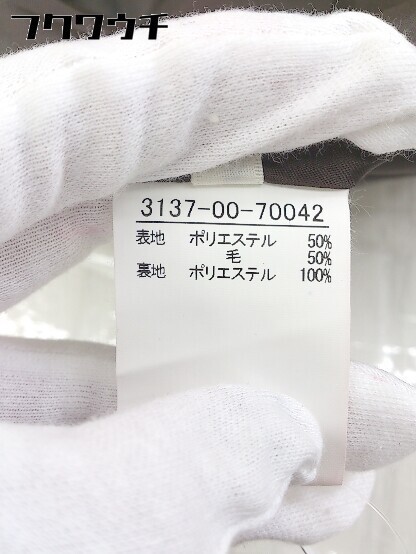 フクウウチ
3137-00-70042
表地 ポリエステル 50%
毛 50%
裏地 ポリエステル 100%